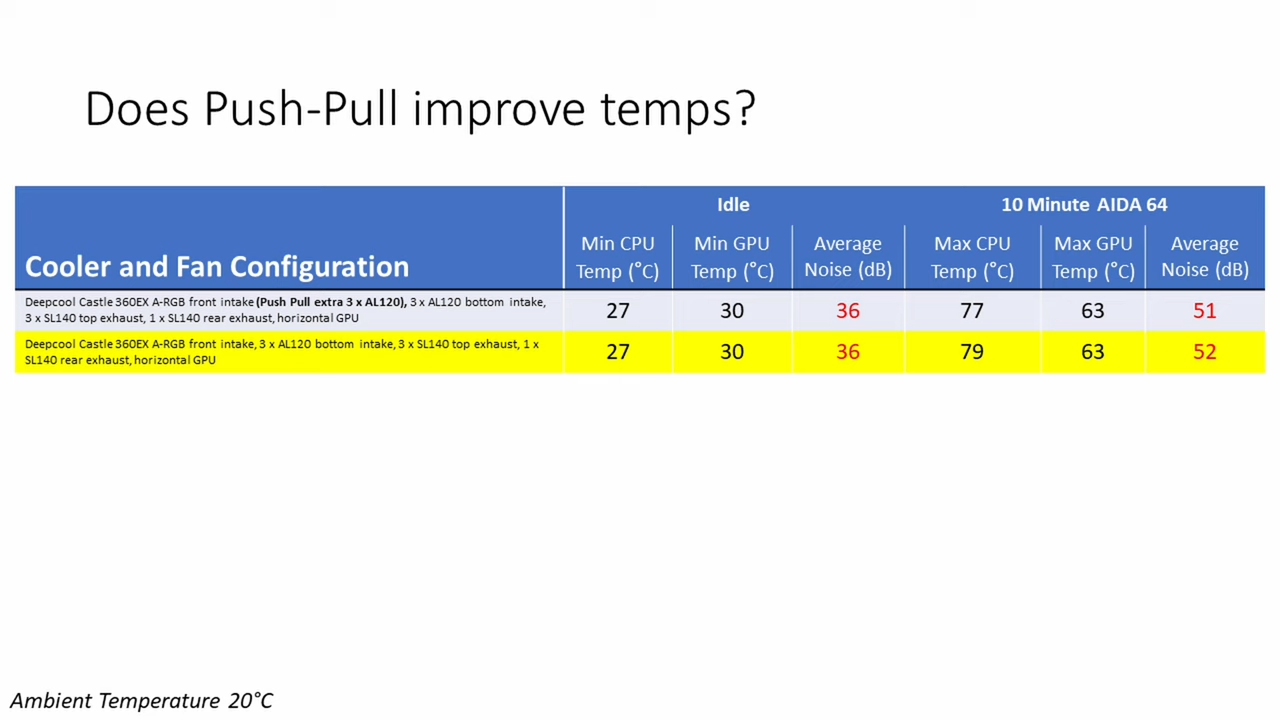 Does Push-Pull improve temps?
Idle
10 Minute AIDA 64
Cooler and Fan Configuration
Min CPU
Temp (°C)
Min GPU
Temp (°C)
Average
Noise (dB)
Max CPU
Temp (°C)
Max GPU
Temp (°C)
Average
Noise (dB)
Deepcool Castle 360EX A-RGB front intake (Push Pull extra 3 x AL120), 3 x AL120 bottom intake,
3 x SL140 top exhaust, 1 x SL140 rear exhaust, horizontal GPU
27 30 36 77 63 51
Deepcool Castle 360EX A-RGB front intake, 3 x AL120 bottom intake, 3 x SL140 top exhaust, 1 x
SL140 rear exhaust, horizontal GPU
27 30 36 79 63 52
Ambient Temperature 20°C